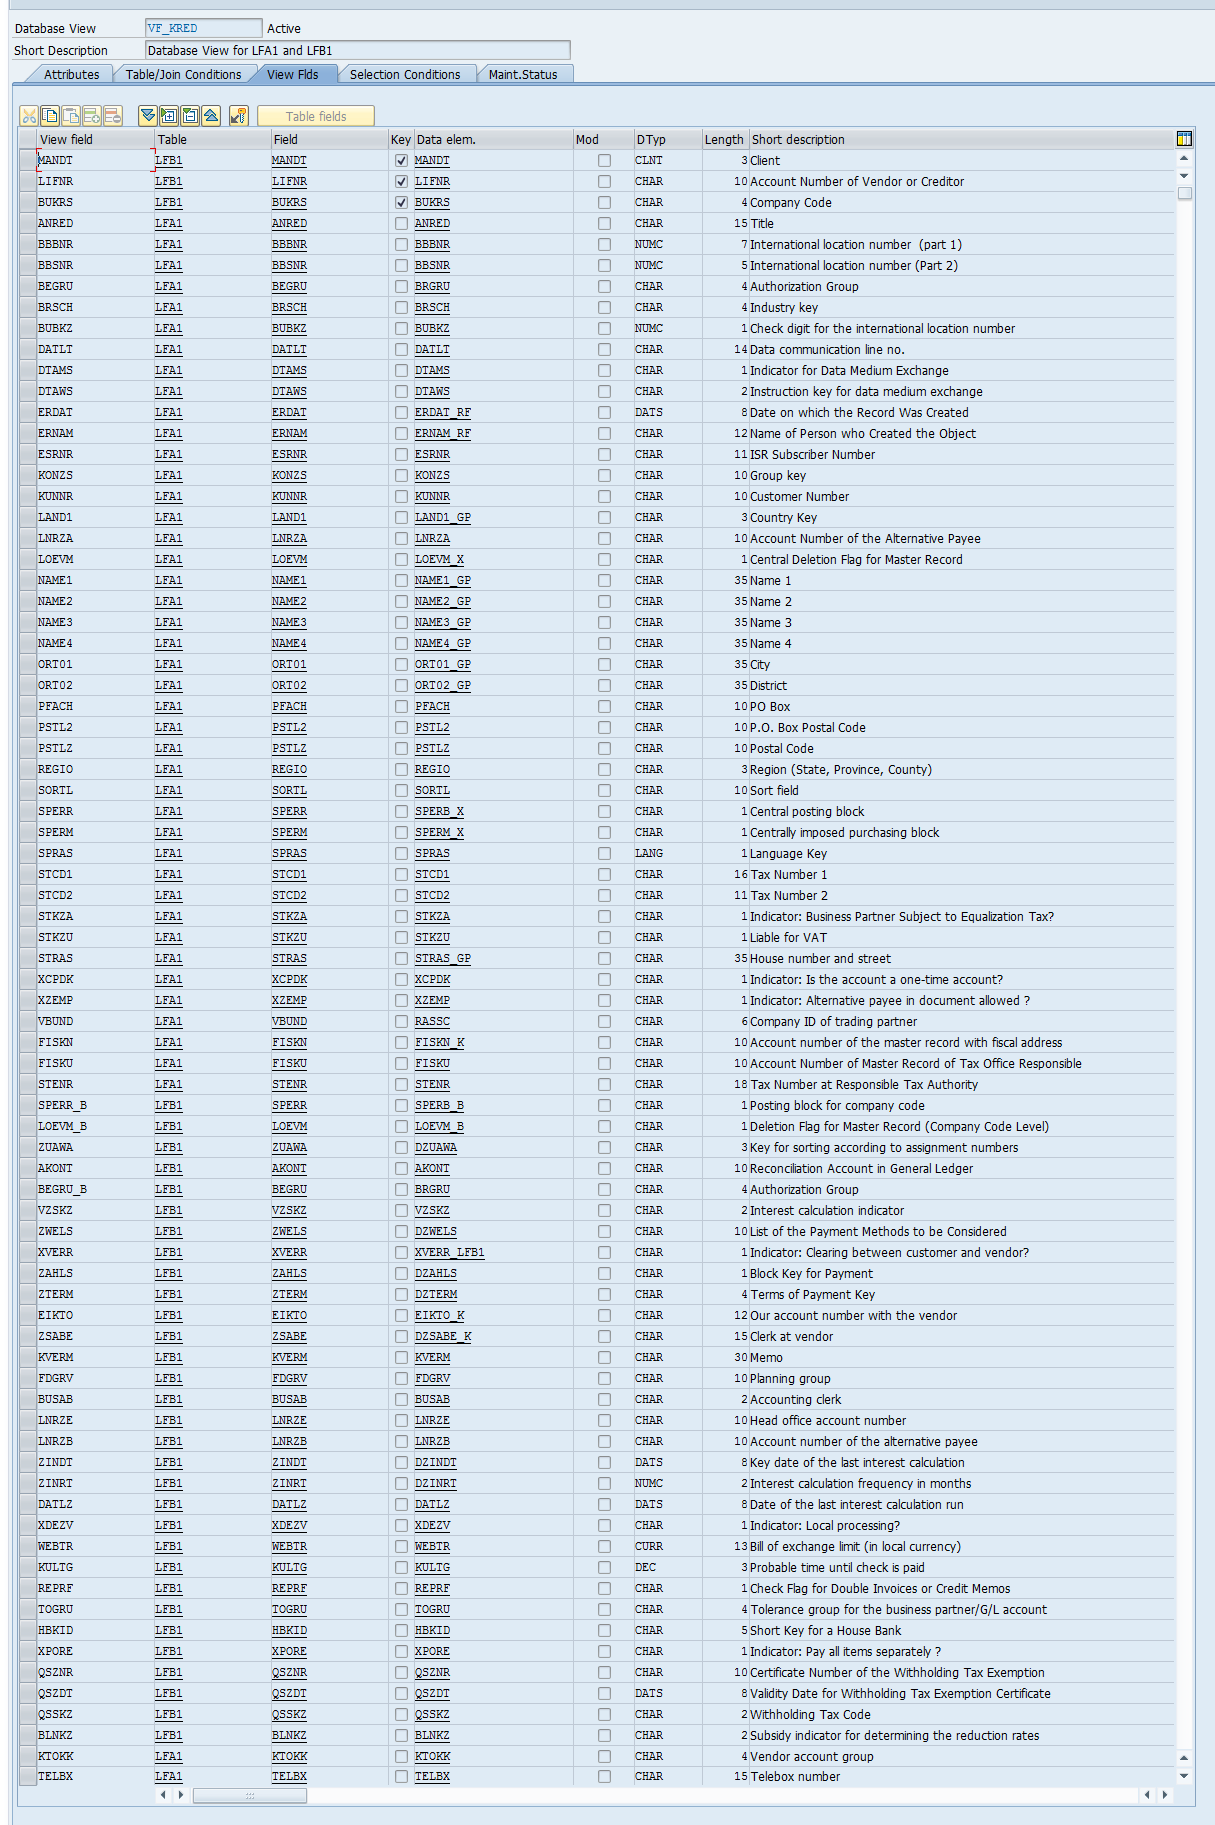 Database View VF_KRED Active
Short Description Database View for LFA1 and LFB1
Attributes Table/Join Conditions View Flds Selection Conditions Maint.Status
Table fields
View field Table Field Key Data elem. Mod DTyp Length Short description
MANDT LFB1 MANDT MANDT CLNT 3 Client
LIFNR LFB1 LIFNR LIFNR CHAR 10 Account Number of Vendor or Creditor
BUKRS LFB1 BUKRS BUKRS CHAR 4 Company Code
ANRED LFA1 ANRED ANRED CHAR 15 Title
BBBNR LFA1 BBBNR BBBNR NUMC 7 International location number (part 1)
BBSNR LFA1 BBSNR BBSNR NUMC 5 International location number (Part 2)
BEGRU LFA1 BEGRU BRGRU CHAR 4 Authorization Group
BRSCH LFA1 BRSCH BRSCH CHAR 4 Industry key
BUBKZ LFA1 BUBKZ BUBKZ NUMC 1 Check digit for the international location number
DATLT LFA1 DATLT DATLT CHAR 14 Data communication line no.
DTAMS LFA1 DTAMS DTAMS CHAR 1 Indicator for Data Medium Exchange
DTAWS LFA1 DTAWS DTAWS CHAR 2 Instruction key for data medium exchange
ERDAT LFA1 ERDAT ERDAT_RF DATS 8 Date on which the Record Was Created
ERNAM LFA1 ERNAM ERNAM_RF CHAR 12 Name of Person who Created the Object
ESRNR LFA1 ESRNR ESRNR CHAR 11 ISR Subscriber Number
KONZS LFA1 KONZS KONZS CHAR 10 Group key
KUNNR LFA1 KUNNR KUNNR CHAR 10 Customer Number
LAND1 LFA1 LAND1 LAND1_GP CHAR 3 Country Key
LNRZA LFA1 LNRZA LNRZA CHAR 10 Account Number of the Alternative Payee
LOEVM LFA1 LOEVM LOEVM_X CHAR 1 Central Deletion Flag for Master Record
NAME1 LFA1 NAME1 NAME1_GP CHAR 35 Name 1
NAME2 LFA1 NAME2 NAME2_GP CHAR 35 Name 2
NAME3 LFA1 NAME3 NAME3_GP CHAR 35 Name 3
NAME4 LFA1 NAME4 NAME4_GP CHAR 35 Name 4
ORT01 LFA1 ORT01 ORT01_GP CHAR 35 City
ORT02 LFA1 ORT02 ORT02_GP CHAR 35 District
PFACH LFA1 PFACH PFACH CHAR 10 PO Box
PSTL2 LFA1 PSTL2 PSTL2 CHAR 10 P.O. Box Postal Code
PSTLZ LFA1 PSTLZ PSTLZ CHAR 10 Postal Code
REGIO LFA1 REGIO REGIO CHAR 3 Region (State, Province, County)
SORTL LFA1 SORTL SORTL CHAR 10 Sort field
SPERR LFA1 SPERR SPERB_X CHAR 1 Central posting block
SPERM LFA1 SPERM SPERM_X CHAR 1 Centrally imposed purchasing block
SPRAS LFA1 SPRAS SPRAS LANG 1 Language Key
STCD1 LFA1 STCD1 STCD1 CHAR 16 Tax Number 1
STCD2 LFA1 STCD2 STCD2 CHAR 11 Tax Number 2
STKZA LFA1 STKZA STKZA CHAR 1 Indicator: Business Partner Subject to Equalization Tax?
STKZU LFA1 STKZU STKZU CHAR 1 Liable for VAT
STRAS LFA1 STRAS STRAS_GP CHAR 35 House number and street
XCPDK LFA1 XCPDK XCPDK CHAR 1 Indicator: Is the account a one-time account?
XZEMP LFA1 XZEMP XZEMP CHAR 1 Indicator: Alternative payee in document allowed ?
VBUND LFA1 VBUND RASSC CHAR 6 Company ID of trading partner
FISKN LFA1 FISKN FISKN_K CHAR 10 Account number of the master record with fiscal address
FISKU LFA1 FISKU FISKU CHAR 10 Account Number of Master Record of Tax Office Responsible
STENR LFA1 STENR STENR CHAR 18 Tax Number at Responsible Tax Authority
SPERR_B LFB1 SPERR SPERB_B CHAR 1 Posting block for company code
LOEVM_B LFB1 LOEVM LOEVM_B CHAR 1 Deletion Flag for Master Record (Company Code Level)
ZUAWA LFB1 ZUAWA DZUAWA CHAR 3 Key for sorting according to assignment numbers
AKONT LFB1 AKONT AKONT CHAR 10 Reconciliation Account in General Ledger
BEGRU_B LFB1 BEGRU BRGRU CHAR 4 Authorization Group
VZSKZ LFB1 VZSKZ VZSKZ CHAR 2 Interest calculation indicator
ZWELS LFB1 ZWELS DZWELS CHAR 10 List of the Payment Methods to be Considered
XVERR LFB1 XVERR XVERR_LFB1 CHAR 1 Indicator: Clearing between customer and vendor?
ZAHLS LFB1 ZAHLS DZAHLS CHAR 1 Block Key for Payment
ZTERM LFB1 ZTERM DZTERM CHAR 4 Terms of Payment Key
EIKTO LFB1 EIKTO EIKTO_K CHAR 12 Our account number with the vendor
ZSABE LFB1 ZSABE DZSABE_K CHAR 15 Clerk at vendor
KVERM LFB1 KVERM KVERM CHAR 30 Memo
FDGRV LFB1 FDGRV FDGRV CHAR 10 Planning group
BUSAB LFB1 BUSAB BUSAB CHAR 2 Accounting clerk
LNRZE LFB1 LNRZE LNRZE CHAR 10 Head office account number
LNRZB LFB1 LNRZB LNRZB CHAR 10 Account number of the alternative payee
ZINDT LFB1 ZINDT DZINDT DATS 8 Key date of the last interest calculation
ZINRT LFB1 ZINRT DZINRT NUMC 2 Interest calculation frequency in months
DATLZ LFB1 DATLZ DATLZ DATS 8 Date of the last interest calculation run
XDEZV LFB1 XDEZV XDEZV CHAR 1 Indicator: Local processing?
WEBTR LFB1 WEBTR WEBTR CURR 13 Bill of exchange limit (in local currency)
KULTG LFB1 KULTG KULTG DEC 3 Probable time until check is paid
REPRF LFB1 REPRF REPRF CHAR 1 Check Flag for Double Invoices or Credit Memos
TOGRU LFB1 TOGRU TOGRU CHAR 4 Tolerance group for the business partner/G/L account
HBKID LFB1 HBKID HBKID CHAR 5 Short Key for a House Bank
XPORE LFB1 XPORE XPORE CHAR 1 Indicator: Pay all items separately ?
QSZNR LFB1 QSZNR QSZNR CHAR 10 Certificate Number of the Withholding Tax Exemption
QSZDT LFB1 QSZDT QSZDT DATS 8 Validity Date for Withholding Tax Exemption Certificate
QSSKZ LFB1 QSSKZ QSSKZ CHAR 2 Withholding Tax Code
BLNKZ LFB1 BLNKZ BLNKZ CHAR 2 Subsidy indicator for determining the reduction rates
KTOKK LFA1 KTOKK KTOKK CHAR 4 Vendor account group
TELBX LFA1 TELBX TELBX CHAR 15 Telebox number